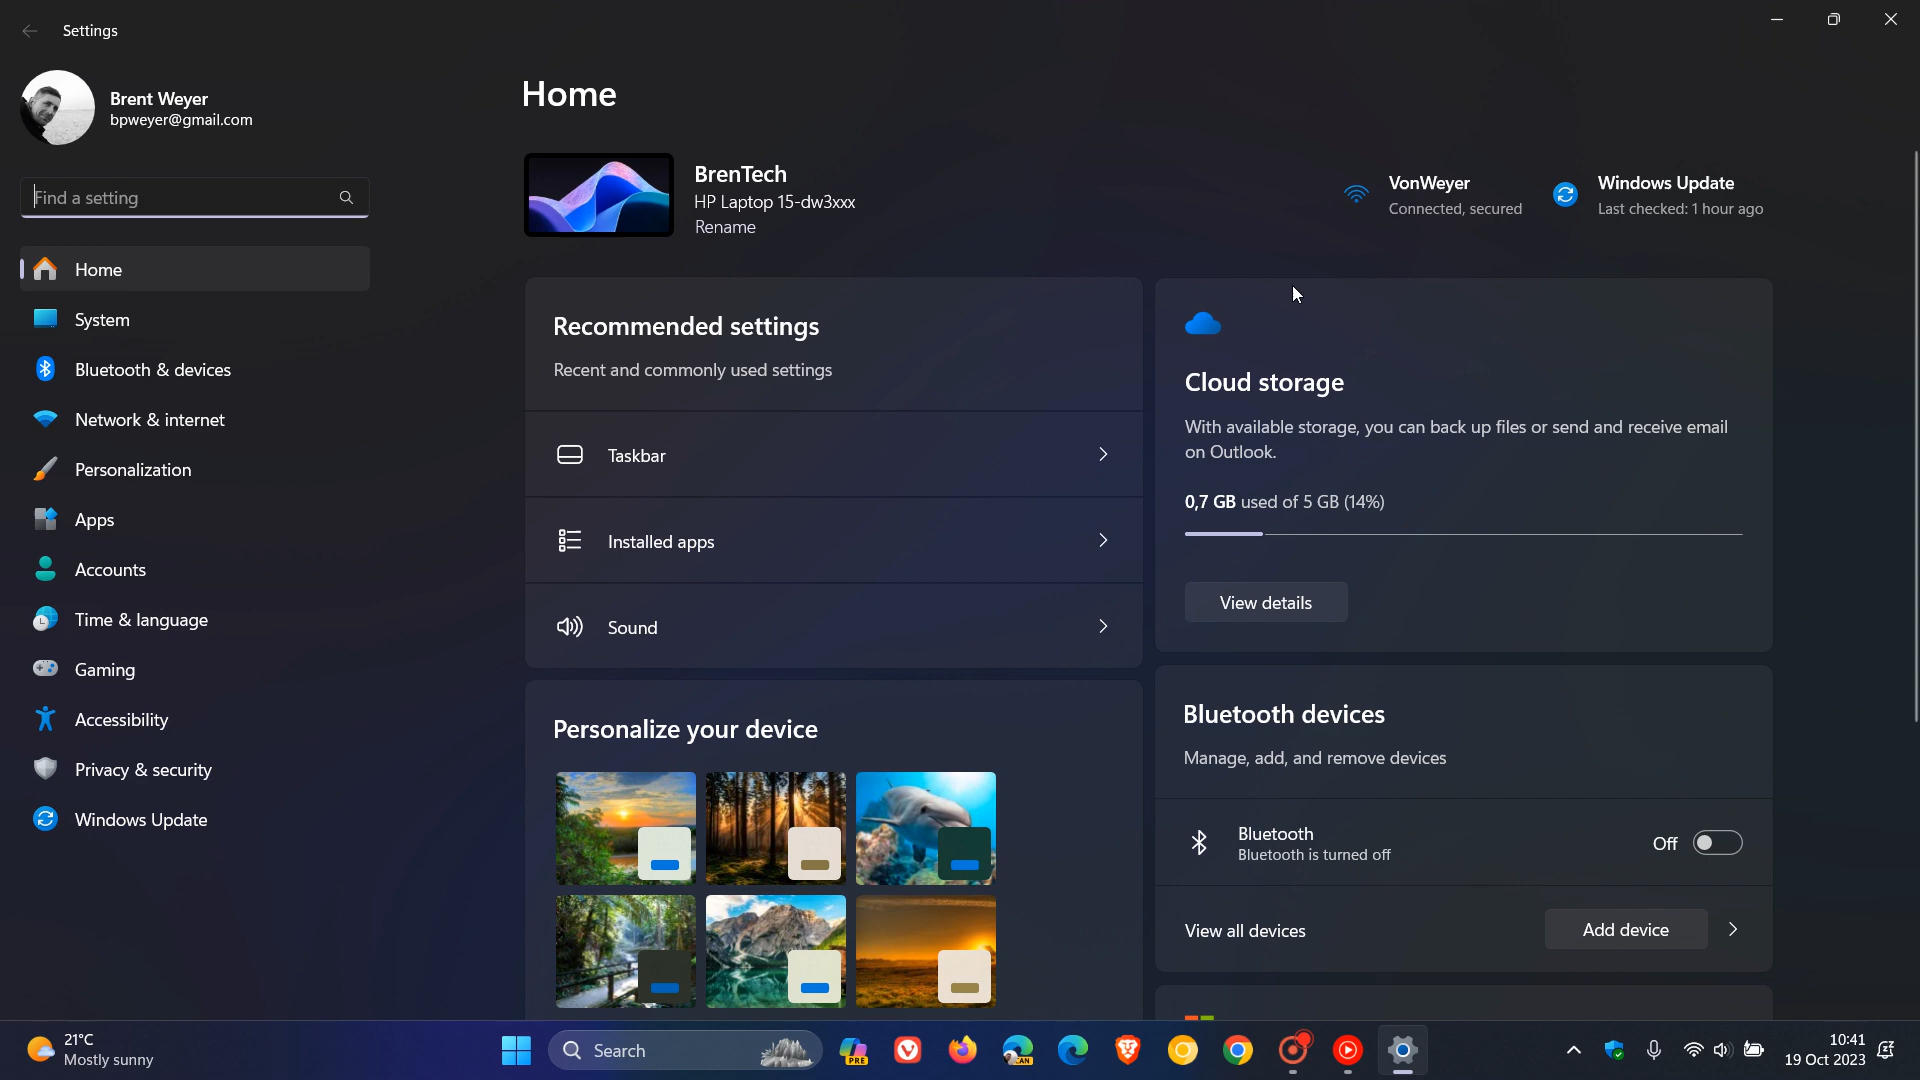 Settings
Brent Weyer
bpweyer@gmail.com
Find a setting
Home
System
Bluetooth & devices
Network & internet
Personalization
Apps
Accounts
Time & language
Gaming
Accessibility
Privacy & security
Windows Update
Home
BrenTech
HP Laptop 15-dw3xxx
Rename
VonWeyer
Connected, secured
Windows Update
Last checked: 1 hour ago
Recommended settings
Recent and commonly used settings
Taskbar
Installed apps
Sound
Personalize your device
Cloud storage
With available storage, you can back up files or send and receive email
on Outlook.
0,7 GB used of 5 GB (14%)
View details
Bluetooth devices
Manage, add, and remove devices
Bluetooth
Bluetooth is turned off
Off
View all devices
Add device
21°C
Mostly sunny
Search
PRE
CAN
10:41
19 Oct 2023